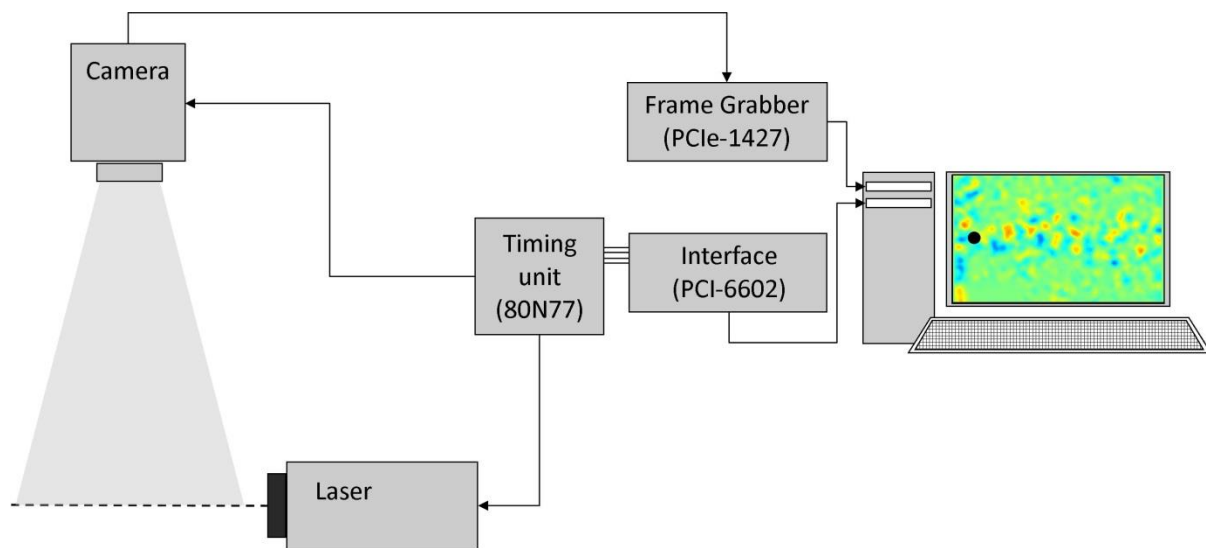 Camera
Frame Grabber
(PCIe-1427)
Timing
unit
(80N77)
Interface
(PCI-6602)
Laser